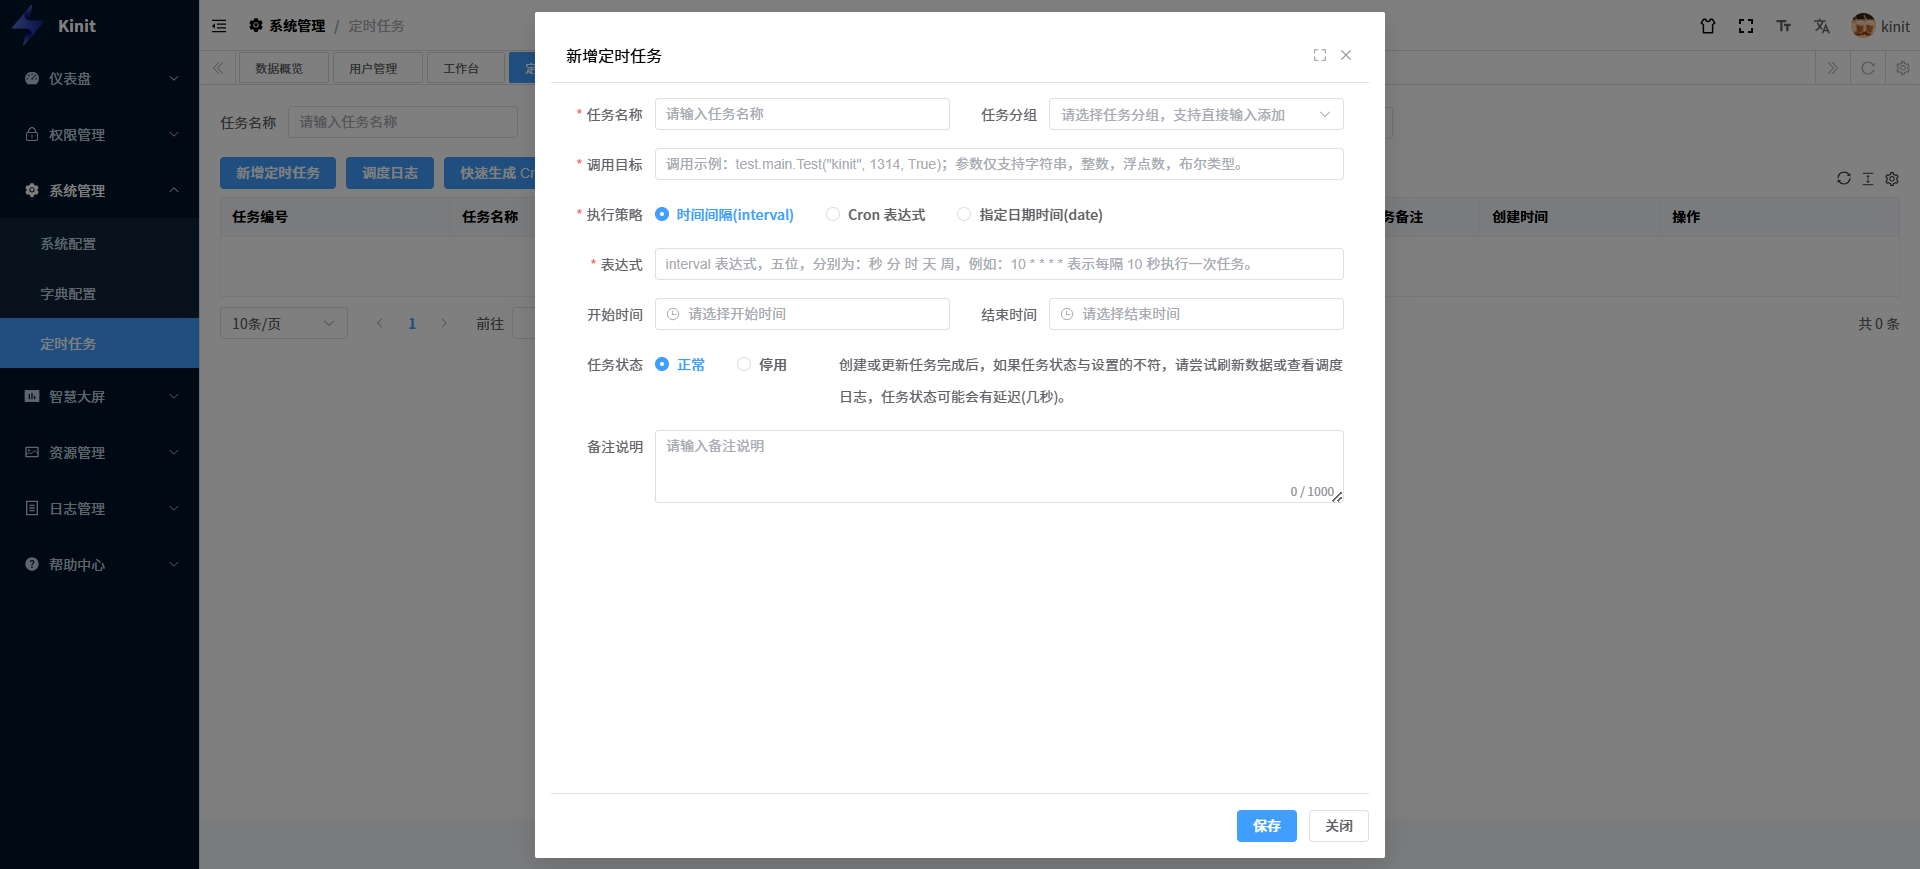 Kinit
系统管理 / 定时任务
kinit
仪表盘
权限管理
系统管理
系统配置
字典配置
定时任务
智慧大屏
资源管理
日志管理
帮助中心
数据概览
用户管理
工作台
定
任务名称
请输入任务名称
新增定时任务
调度日志
快速生成 Cr
任务编号
任务名称
务备注
创建时间
操作
10条/页
1
前往
共 0 条
新增定时任务
* 任务名称
请输入任务名称
任务分组
请选择任务分组，支持直接输入添加
* 调用目标
调用示例：test.main.Test("kinit", 1314, True)；参数仅支持字符串，整数，浮点数，布尔类型。
* 执行策略
时间间隔(interval)
Cron 表达式
指定日期时间(date)
* 表达式
interval 表达式，五位，分别为：秒 分 时 天 周，例如：10 * * * * 表示每隔 10 秒执行一次任务。
开始时间
请选择开始时间
结束时间
请选择结束时间
任务状态
正常
停用
创建或更新任务完成后，如果任务状态与设置的不符，请尝试刷新数据或查看调度
日志，任务状态可能会有延迟(几秒)。
备注说明
请输入备注说明
0 / 1000
保存
关闭